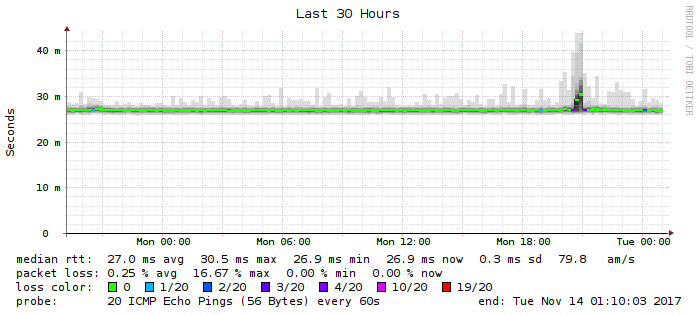 Last 30 Hours
RRDTOOL / TOBI OETIKER
Seconds
40 m
30 m
20 m
10 m
0
Mon 00:00 Mon 06:00 Mon 12:00 Mon 18:00 Tue 00:00
median rtt: 27.0 ms avg 30.5 ms max 26.9 ms min 26.9 ms now 0.3 ms sd 79.8 am/s
packet loss: 0.25 % avg 16.67 % max 0.00 % min 0.00 % now
loss color: 0 1/20 2/20 3/20 4/20 10/20 19/20
probe: 20 ICMP Echo Pings (56 Bytes) every 60s end: Tue Nov 14 01:10:03 2017